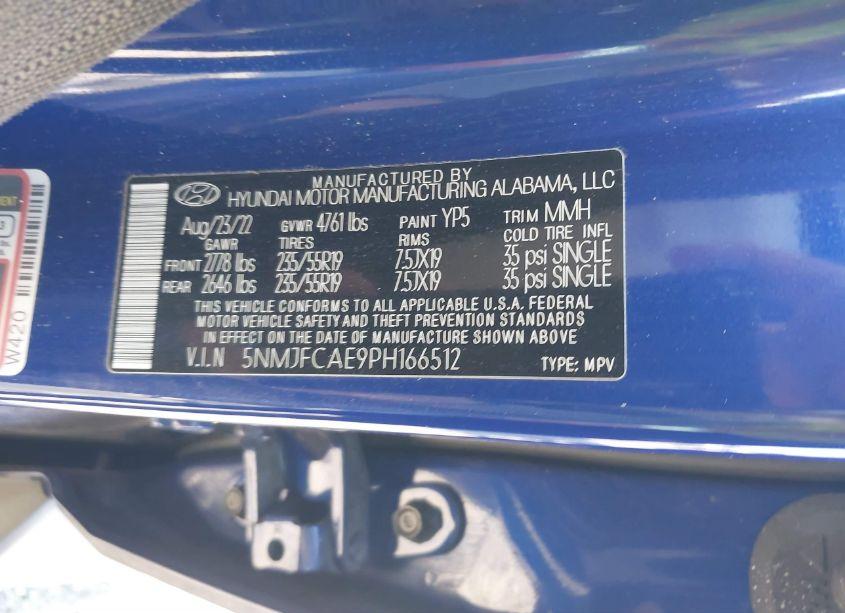 MANUFACTURED BY
HYUNDAI MOTOR MANUFACTURING ALABAMA, LLC
Aug/23/22 GVWR 4761 lbs PAINT YP5 TRIM MMH
GAWR TIRES RIMS COLD TIRE INFL
FRONT 2778 lbs 235/55R19 7.5JX19 35 psi SINGLE
REAR 2646 lbs 235/55R19 7.5JX19 35 psi SINGLE
THIS VEHICLE CONFORMS TO ALL APPLICABLE U.S.A. FEDERAL
MOTOR VEHICLE SAFETY AND THEFT PREVENTION STANDARDS
IN EFFECT ON THE DATE OF MANUFACTURE SHOWN ABOVE
V.I.N 5NMJFCAE9PH166512 TYPE: MPV
W420